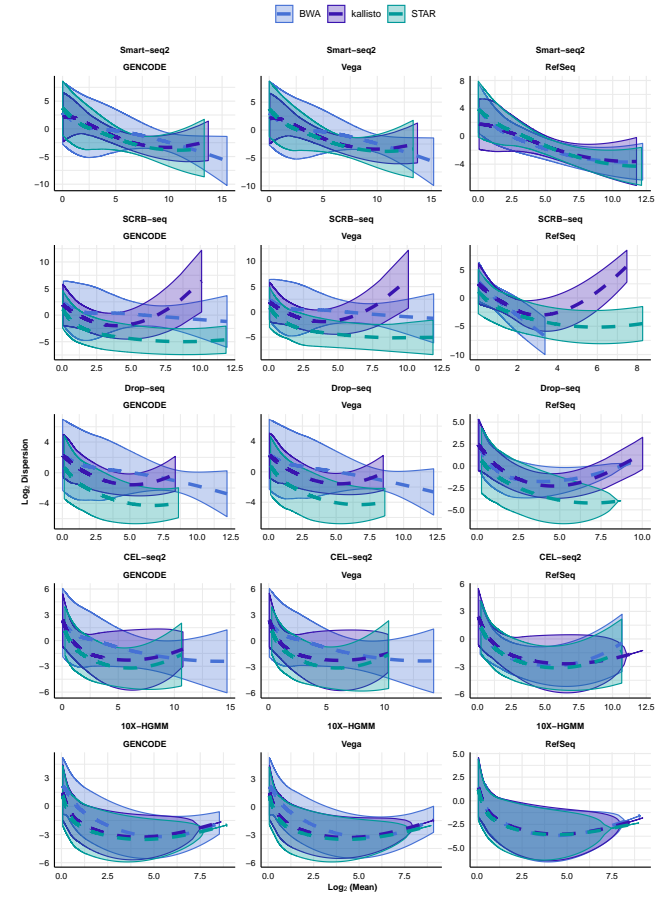 BWA kallisto STAR
Smart−seq2 Smart−seq2 Smart−seq2
GENCODE Vega RefSeq
5 0 −5 −10
5 0 −5 −10
8 4 0 −4
0 5 10 15
0 5 10 15
0.0 2.5 5.0 7.5 10.0 12.5
SCRB−seq SCRB−seq SCRB−seq
GENCODE Vega RefSeq
10 5 0 −5
10 5 0 −5
5 0 −5 −10
0.0 2.5 5.0 7.5 10.0 12.5
0.0 2.5 5.0 7.5 10.0 12.5
0 2 4 6 8
Drop−seq Drop−seq Drop−seq
GENCODE Vega RefSeq
Log2 Dispersion
4 0 −4
4 0 −4
5.0 2.5 0.0 −2.5 −5.0
0.0 2.5 5.0 7.5 10.0 12.5
0.0 2.5 5.0 7.5 10.0 12.5
0.0 2.5 5.0 7.5 10.0
CEL−seq2 CEL−seq2 CEL−seq2
GENCODE Vega RefSeq
6 3 0 −3 −6
6 3 0 −3 −6
6 3 0 −3 −6
0 5 10 15
0 5 10
0.0 2.5 5.0 7.5 10.0 12.5
10X−HGMM 10X−HGMM 10X−HGMM
GENCODE Vega RefSeq
3 0 −3 −6
3 0 −3 −6
5.0 2.5 0.0 −2.5 −5.0
0.0 2.5 5.0 7.5
0.0 2.5 5.0 7.5
0.0 2.5 5.0 7.5
Log2 (Mean)